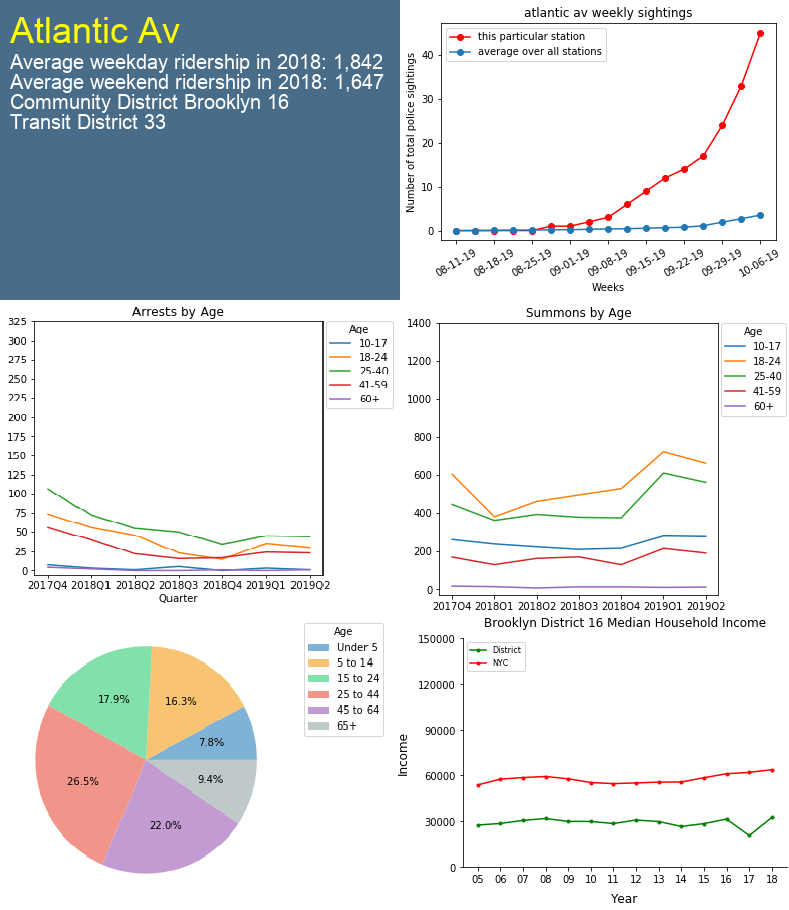 Atlantic Av
Average weekday ridership in 2018: 1,842
Average weekend ridership in 2018: 1,647
Community District Brooklyn 16
Transit District 33
atlantic av weekly sightings
this particular station
average over all stations
Number of total police sightings
40
30
20
10
0
08-11-19 08-18-19 08-25-19 09-01-19 09-08-19 09-15-19 09-22-19 09-29-19 10-06-19
Weeks
Arrests by Age
325
300
275
250
225
200
175
150
125
100
75
50
25
0
2017Q4 2018Q1 2018Q2 2018Q3 2018Q4 2019Q1 2019Q2
Quarter
Age
10-17
18-24
25-40
41-59
60+
Summons by Age
1400
1200
1000
800
600
400
200
0
2017Q4 2018Q1 2018Q2 2018Q3 2018Q4 2019Q1 2019Q2
Age
10-17
18-24
25-40
41-59
60+
17.9%
16.3%
7.8%
9.4%
22.0%
26.5%
Age
Under 5
5 to 14
15 to 24
25 to 44
45 to 64
65+
Brooklyn District 16 Median Household Income
District
NYC
Income
150000
120000
90000
60000
30000
0
05 06 07 08 09 10 11 12 13 14 15 16 17 18
Year